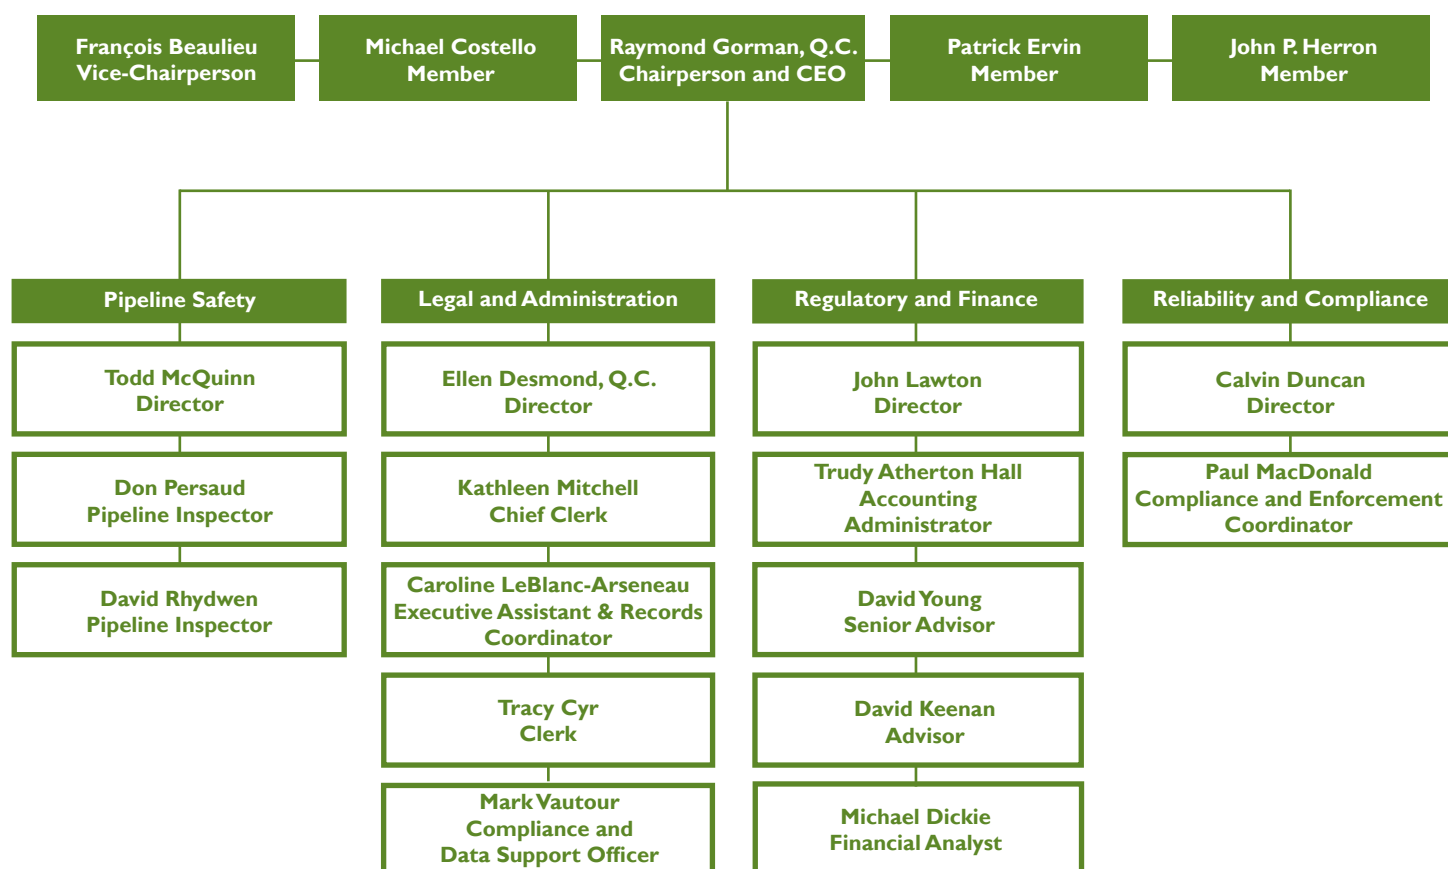 François Beaulieu
Vice-Chairperson
Michael Costello
Member
Raymond Gorman, Q.C.
Chairperson and CEO
Patrick Ervin
Member
John P. Herron
Member
Pipeline Safety
Todd McQuinn
Director
Don Persaud
Pipeline Inspector
David Rhydwen
Pipeline Inspector
Legal and Administration
Ellen Desmond, Q.C.
Director
Kathleen Mitchell
Chief Clerk
Caroline LeBlanc-Arseneau
Executive Assistant & Records
Coordinator
Tracy Cyr
Clerk
Mark Vautour
Compliance and
Data Support Officer
Regulatory and Finance
John Lawton
Director
Trudy Atherton Hall
Accounting
Administrator
David Young
Senior Advisor
David Keenan
Advisor
Michael Dickie
Financial Analyst
Reliability and Compliance
Calvin Duncan
Director
Paul MacDonald
Compliance and Enforcement
Coordinator